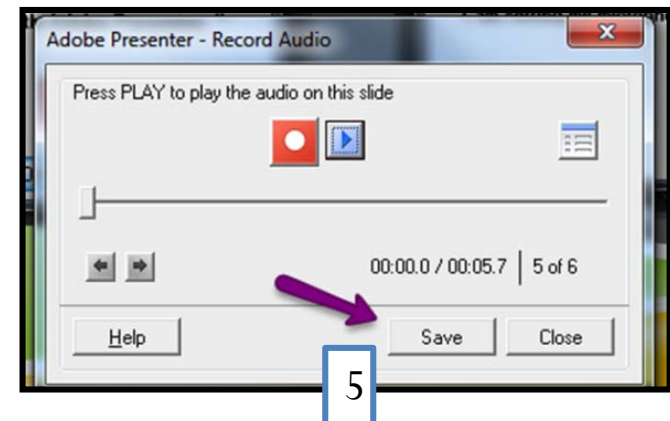 Adobe Presenter - Record Audio
Press PLAY to play the audio on this slide
00:00.0 / 00:05.7 | 5 of 6
Help
Save
Close
5